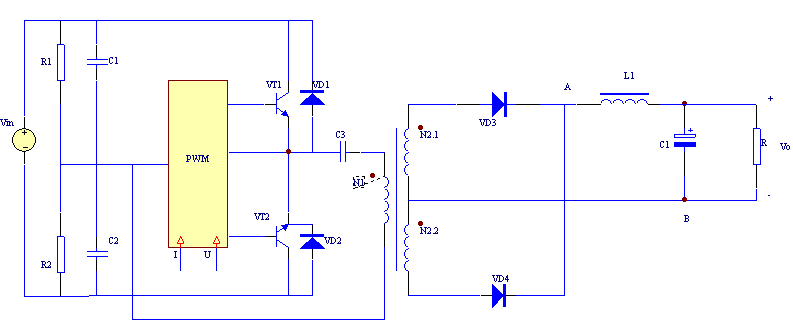 Vin
R1
C1
PWM
VT1
VD1
C3
N1
N2.1
VD3
A
L1
+
C1
+
R
Vo
-
B
R2
C2
I
U
VT2
VD2
N2.2
VD4